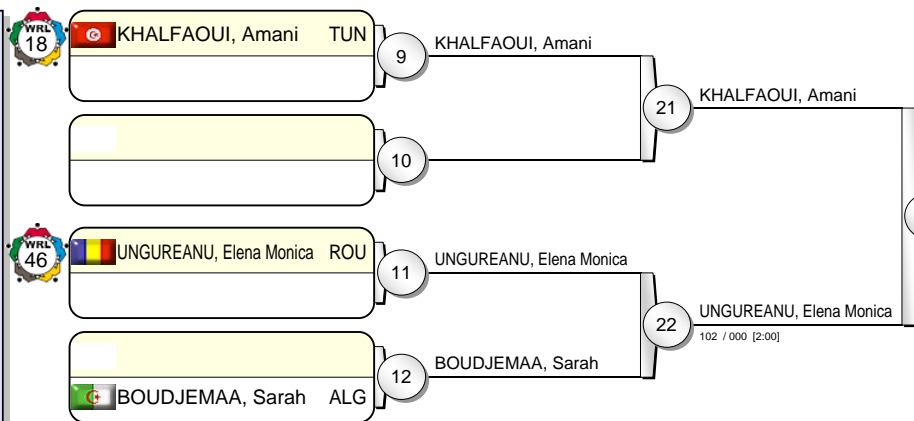 WRL
18
KHALFAOUI, Amani TUN
9
KHALFAOUI, Amani
21
KHALFAOUI, Amani
10
WRL
46
UNGUREANU, Elena Monica ROU
11
UNGUREANU, Elena Monica
22
UNGUREANU, Elena Monica
102 / 000 [2:00]
12
BOUDJEMAA, Sarah
BOUDJEMAA, Sarah ALG